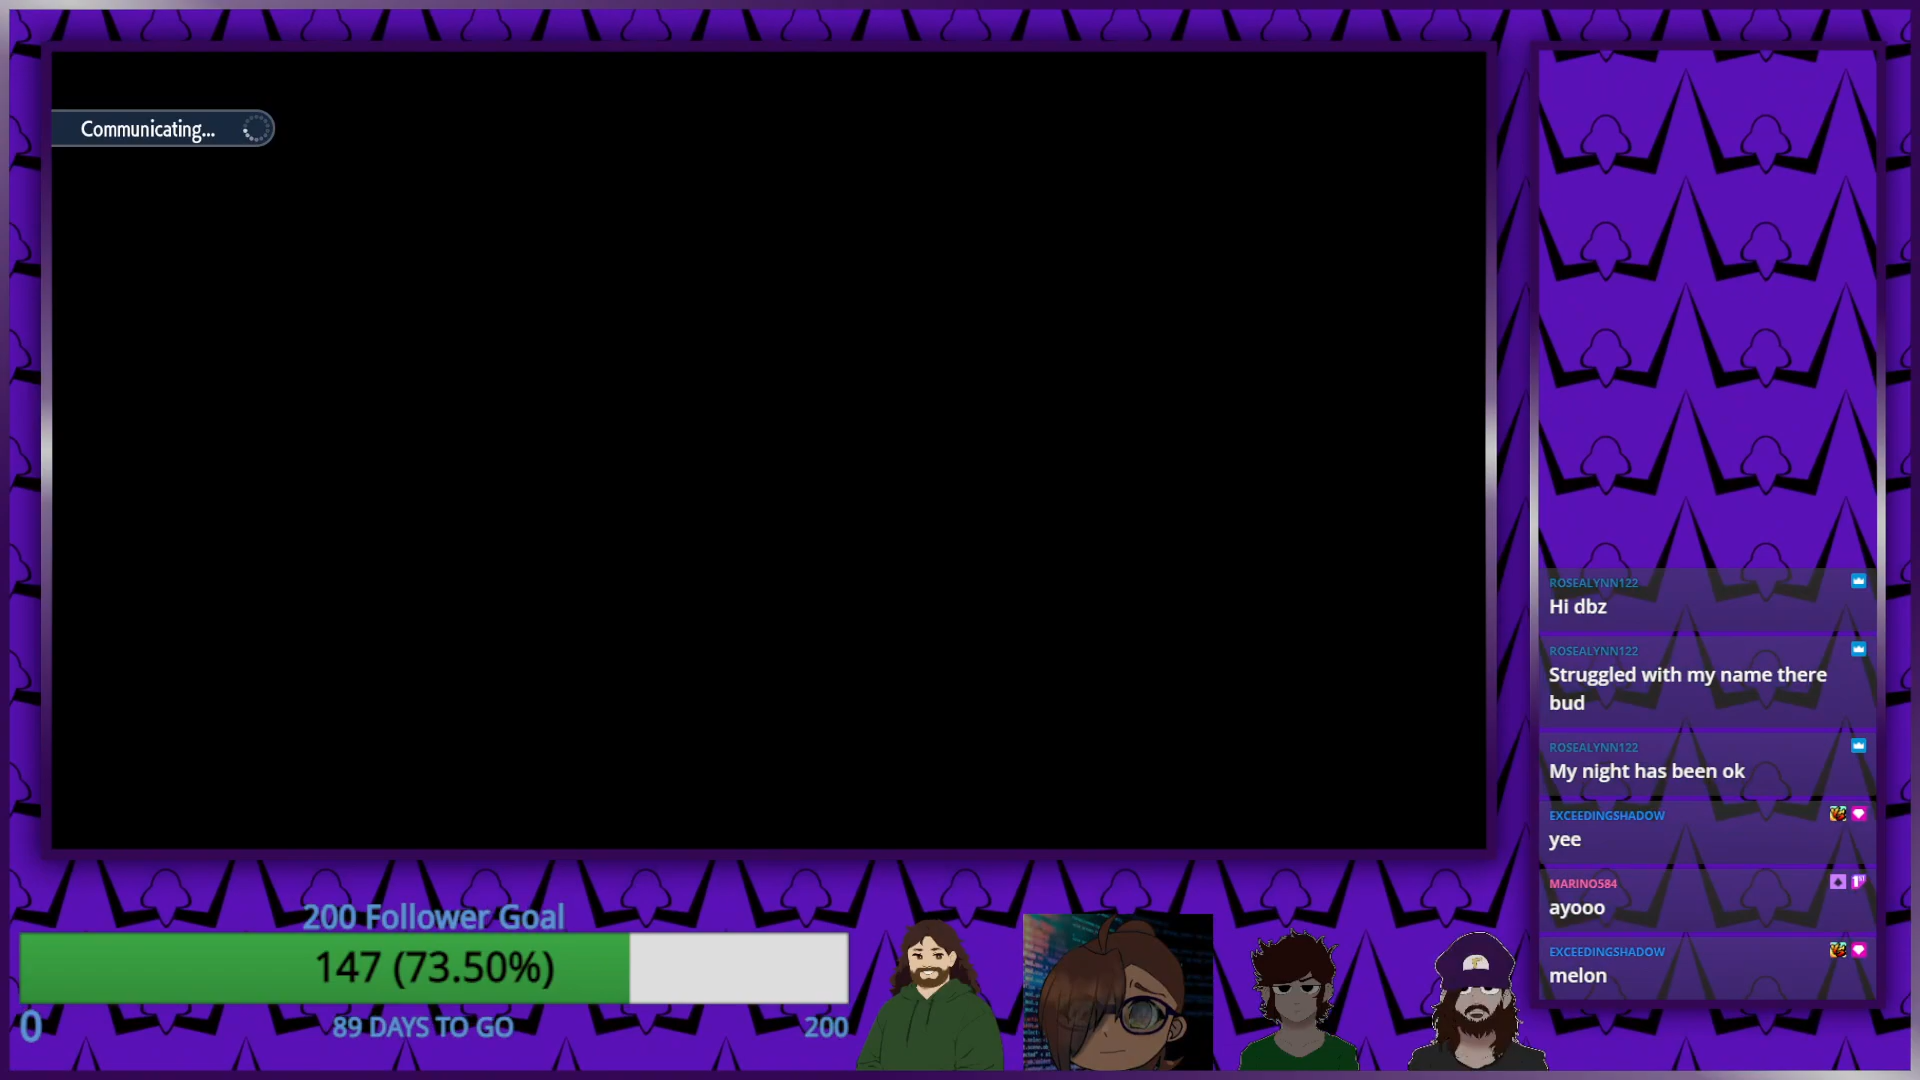 Communicating...
ROSEALYNN122
Hi dbz
ROSEALYNN122
Struggled with my name there
bud
ROSEALYNN122
My night has been ok
EXCEEDINGSHADOW
yee
MARINO584
ayooo
EXCEEDINGSHADOW
melon
200 Follower Goal
147 (73.50%)
0
89 DAYS TO GO
200